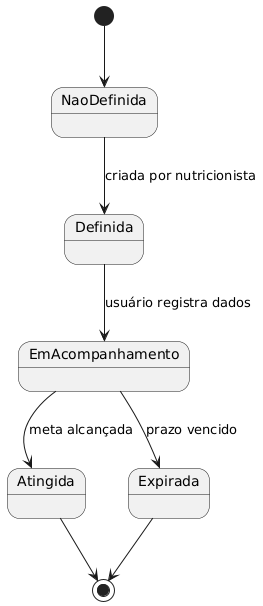 NaoDefinida
criada por nutricionista
Definida
usuário registra dados
EmAcompanhamento
meta alcançada
prazo vencido
Atingida
Expirada